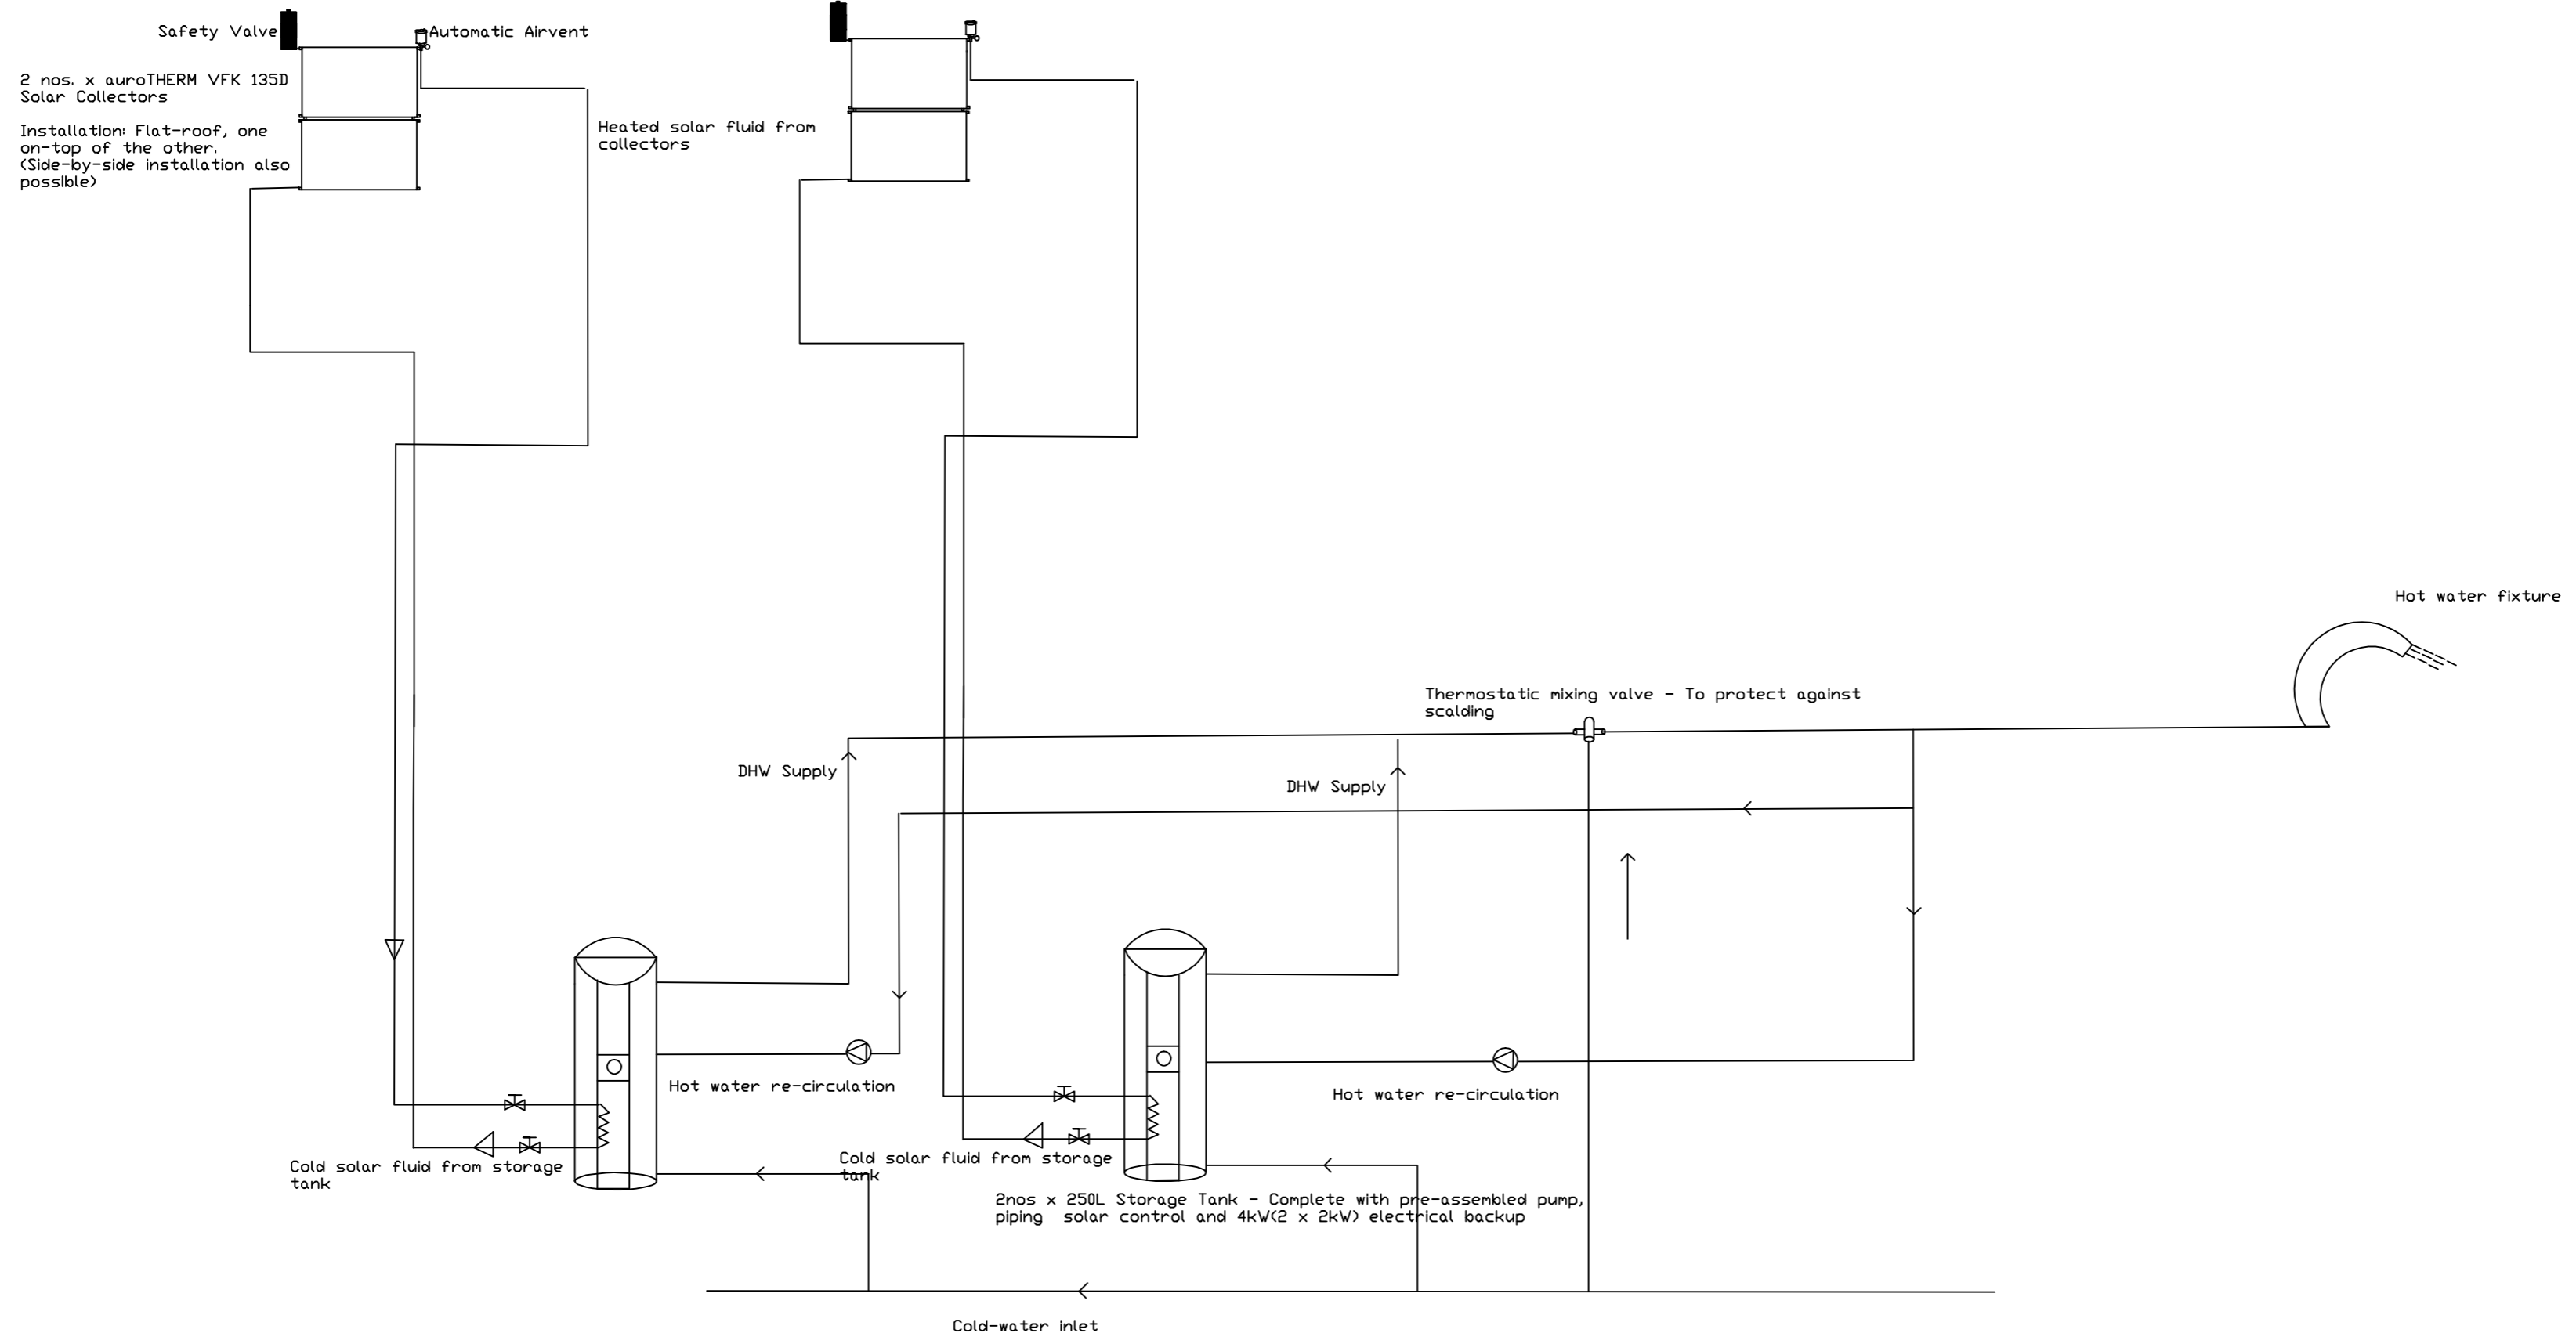 Safety Valve
Automatic Airvent
2 nos. x auroTHERM VFK 135D
Solar Collectors
Installation: Flat-roof, one
on-top of the other.
(Side-by-side installation also
possible)
Heated solar fluid from
collectors
Hot water fixture
Thermostatic mixing valve - To protect against
scalding
DHW Supply
DHW Supply
Hot water re-circulation
Hot water re-circulation
Cold solar fluid from storage
tank
Cold solar fluid from storage
tank
2nos x 250L Storage Tank - Complete with pre-assembled pump,
piping  solar control and 4kW(2 x 2kW) electrical backup
Cold-water inlet